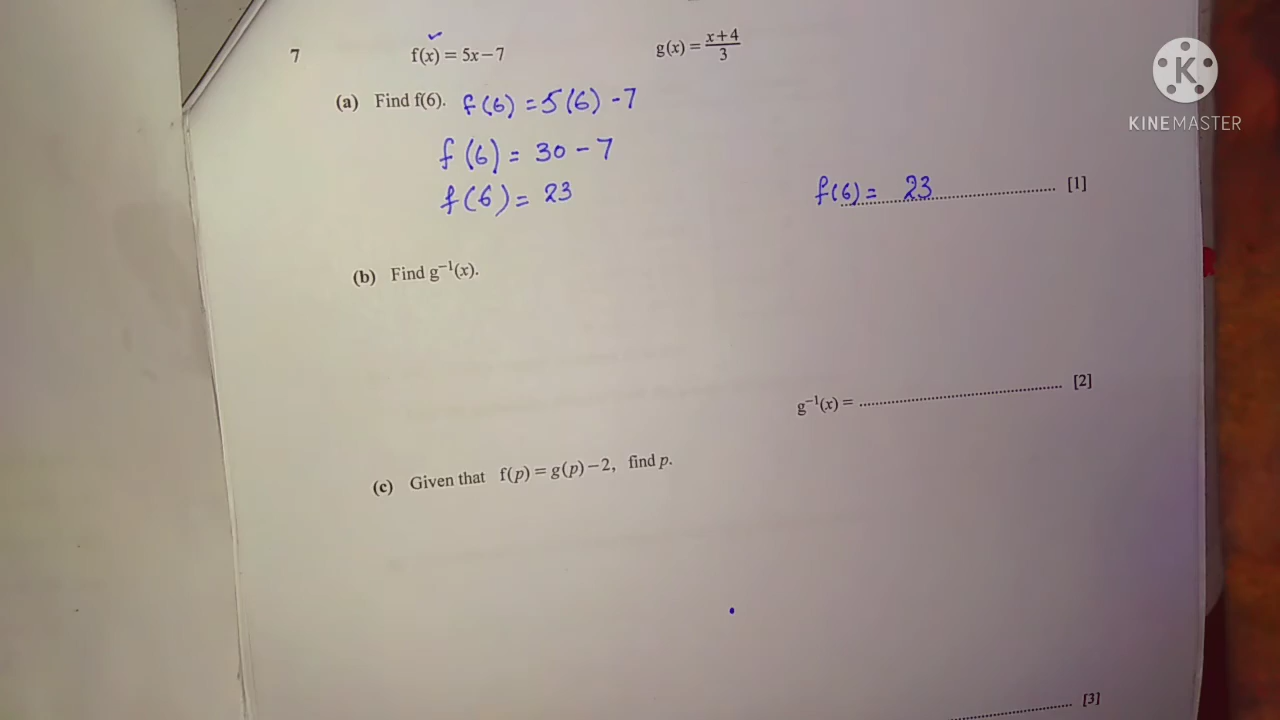 7 f(x) = 5x−7 g(x) = (x+4)/3
(a) Find f(6). f(6) = 5(6) -7
f(6) = 30 - 7
f(6) = 23
f(6) = 23 [1]
(b) Find g⁻¹(x).
g⁻¹(x) = ........................................ [2]
(c) Given that f(p) = g(p)−2, find p.
[3]
KINEMASTER